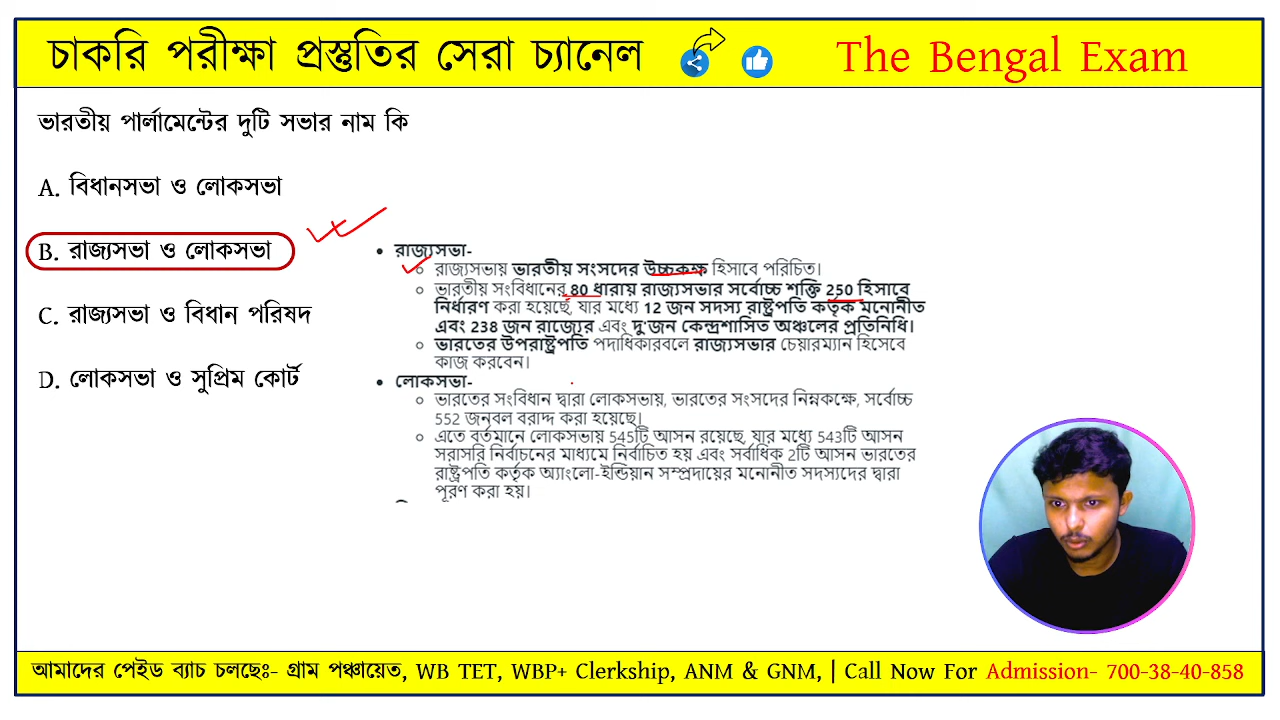 চাকরি পরীক্ষা প্রস্তুতির সেরা চ্যানেল The Bengal Exam
ভারতীয় পার্লামেন্টের দুটি সভার নাম কি
A. বিধানসভা ও লোকসভা
B. রাজ্যসভা ও লোকসভা
C. রাজ্যসভা ও বিধান পরিষদ
D. লোকসভা ও সুপ্রিম কোর্ট
• রাজ্যসভা-
○ রাজ্যসভায় ভারতীয় সংসদের উচ্চকক্ষ হিসাবে পরিচিত।
○ ভারতীয় সংবিধানের 80 ধারায় রাজ্যসভার সর্বোচ্চ শক্তি 250 হিসাবে
নির্ধারণ করা হয়েছে, যার মধ্যে 12 জন সদস্য রাষ্ট্রপতি কর্তৃক মনোনীত
এবং 238 জন রাজ্যের এবং দু'জন কেন্দ্রশাসিত অঞ্চলের প্রতিনিধি।
○ ভারতের উপরাষ্ট্রপতি পদাধিকারবলে রাজ্যসভার চেয়ারম্যান হিসেবে
কাজ করবেন।
• লোকসভা-
○ ভারতের সংবিধান দ্বারা লোকসভায়, ভারতের সংসদের নিম্নকক্ষে, সর্বোচ্চ
552 জনবল বরাদ্দ করা হয়েছে।
○ এতে বর্তমানে লোকসভায় 545টি আসন রয়েছে, যার মধ্যে 543টি আসন
সরাসরি নির্বাচনের মাধ্যমে নির্বাচিত হয় এবং সর্বাধিক 2টি আসন ভারতের
রাষ্ট্রপতি কর্তৃক অ্যাংলো-ইন্ডিয়ান সম্প্রদায়ের মনোনীত সদস্যদের দ্বারা
পূরণ করা হয়।
আমাদের পেইড ব্যাচ চলছেঃ- গ্রাম পঞ্চায়েত, WB TET, WBP+ Clerkship, ANM & GNM, | Call Now For Admission- 700-38-40-858